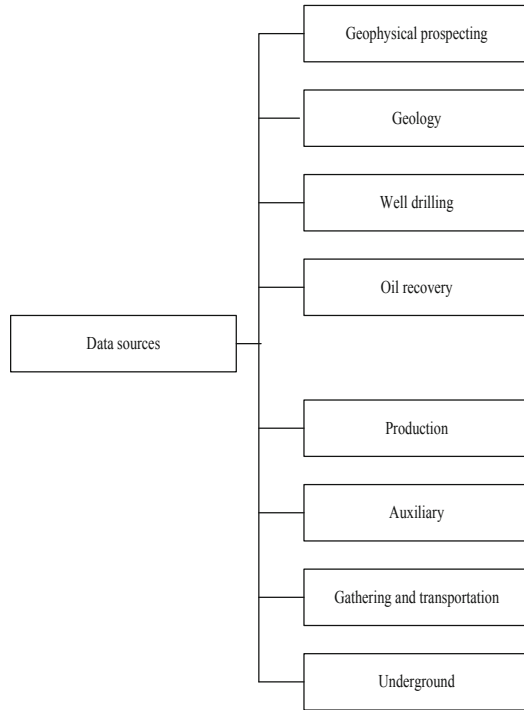 Geophysical prospecting
Geology
Well drilling
Oil recovery
Data sources
Production
Auxiliary
Gathering and transportation
Underground